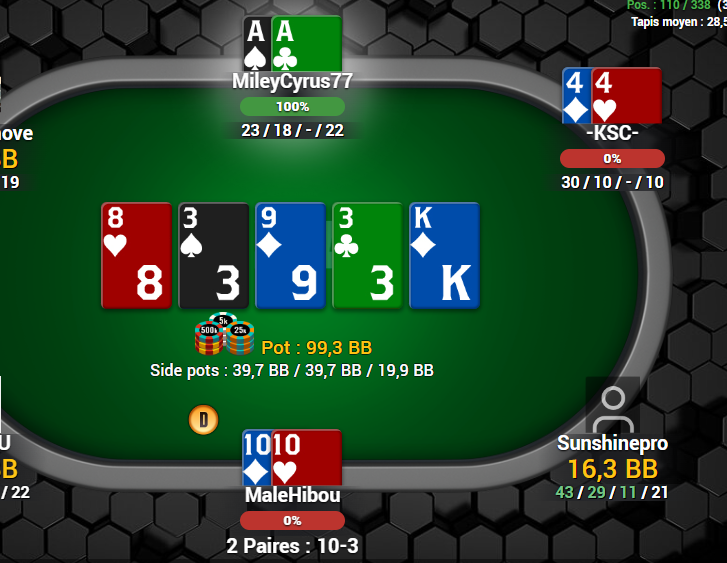 Pos. : 110 / 338 (3
Tapis moyen : 28,5
A A
MileyCyrus77
100%
23 / 18 / - / 22
4 4
-KSC-
0%
30 / 10 / - / 10
ove
B
19
8 3 9 3 K
8 3 9 3 K
5k
500k 25k
Pot : 99,3 BB
Side pots : 39,7 BB / 39,7 BB / 19,9 BB
D
10 10
MaleHibou
0%
2 Paires : 10-3
U
B
/ 22
Sunshinepro
16,3 BB
43 / 29 / 11 / 21